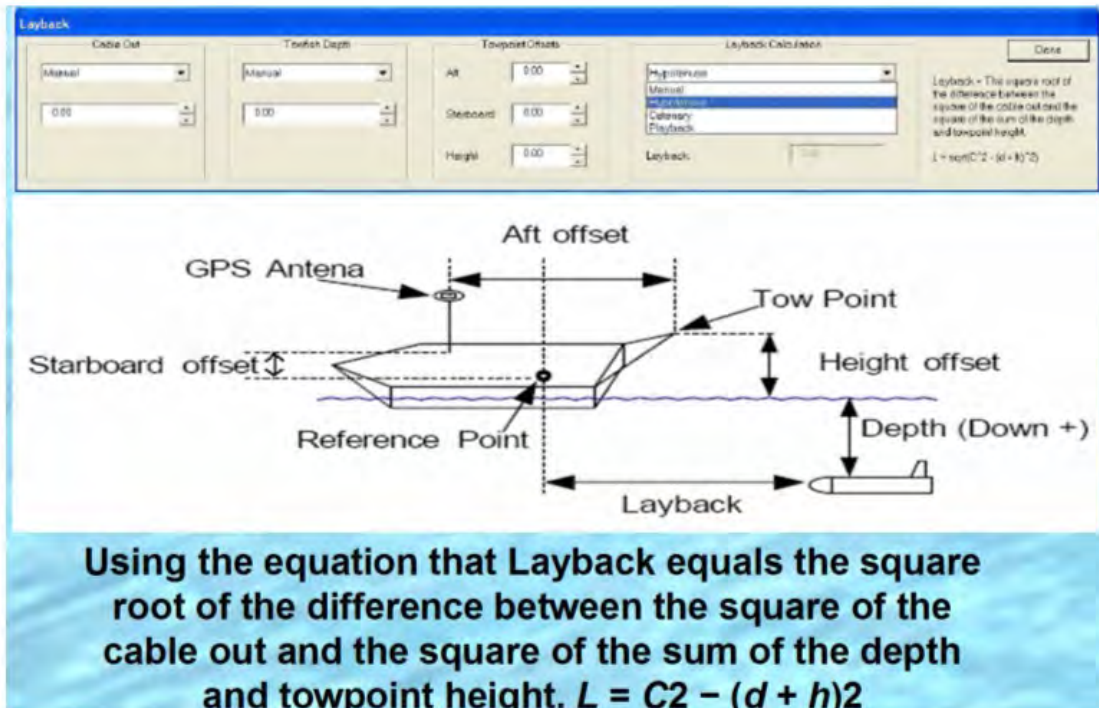 Layback
Cable Out
Towfish Depth
Towpoint Offsets
Layback Calculation
Manual
0.00
Manual
0.00
Aft 0.00
Starboard 0.00
Height 0.00
Hypotenuse
Manual
Hypotenuse
Catenary
Playback
Layback:
Layback = The square root of
the difference between the
square of the cable out and the
square of the sum of the depth
and towpoint height.
L = sqrt(C^2 - (d + h)^2)
Aft offset
GPS Antena
Tow Point
Starboard offset
Height offset
Reference Point
Depth (Down +)
Layback
Using the equation that Layback equals the square
root of the difference between the square of the
cable out and the square of the sum of the depth
and towpoint height. L = C2 − (d + h)2